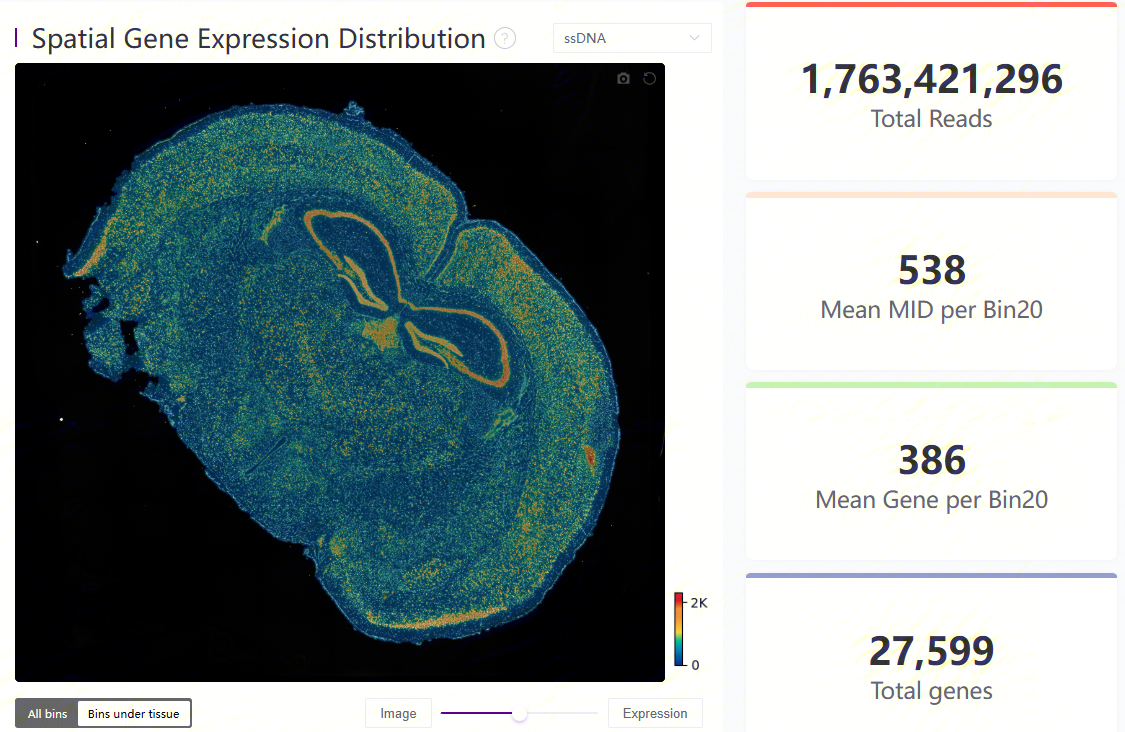 Spatial Gene Expression Distribution ?
ssDNA
2K
0
All bins
Bins under tissue
Image
Expression
1,763,421,296
Total Reads
538
Mean MID per Bin20
386
Mean Gene per Bin20
27,599
Total genes